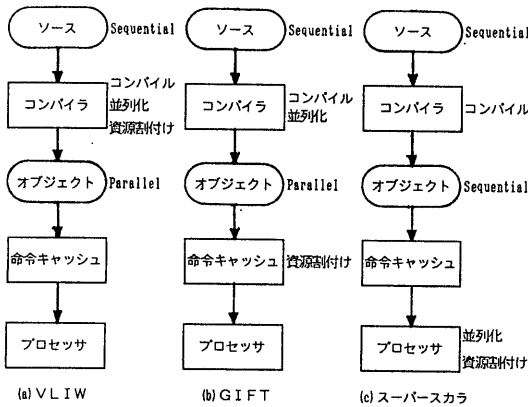 ソース Sequential
コンパイラ
コンパイル
並列化
資源割付け
オブジェクト Parallel
命令キャッシュ
プロセッサ
(a) VLIW
ソース Sequential
コンパイラ
コンパイル
並列化
オブジェクト Parallel
命令キャッシュ 資源割付け
プロセッサ
(b) GIFT
ソース Sequential
コンパイラ コンパイル
オブジェクト Sequential
命令キャッシュ
プロセッサ
並列化
資源割付け
(c) スーパースカラ